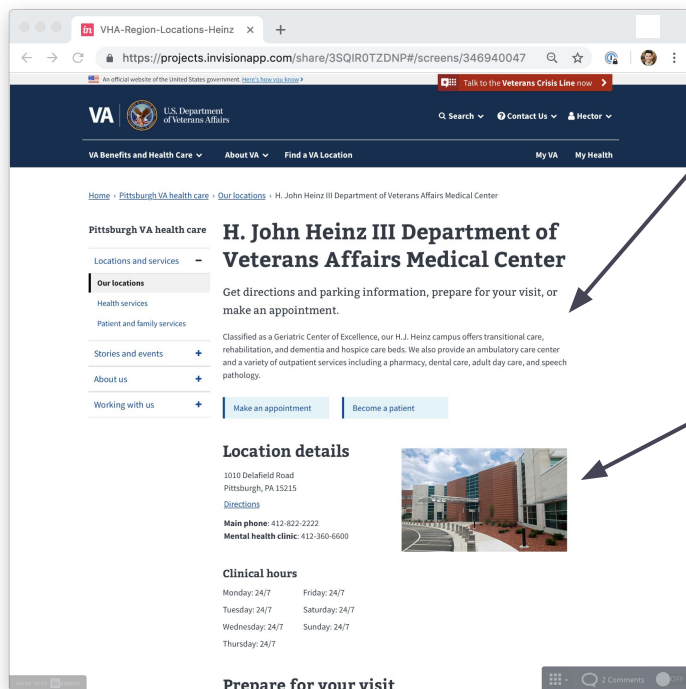 VHA-Region-Locations-Heinz
https://projects.invisionapp.com/share/3SQIR0TZDNP#/screens/346940047
An official website of the United States government. Here's how you know >
Talk to the Veterans Crisis Line now
VA
U.S. Department
of Veterans Affairs
Search
Contact Us
Hector
VA Benefits and Health Care
About VA
Find a VA Location
My VA
My Health
Home › Pittsburgh VA health care › Our locations › H. John Heinz III Department of Veterans Affairs Medical Center
Pittsburgh VA health care
Locations and services
Our locations
Health services
Patient and family services
Stories and events
About us
Working with us
H. John Heinz III Department of
Veterans Affairs Medical Center
Get directions and parking information, prepare for your visit, or
make an appointment.
Classified as a Geriatric Center of Excellence, our H.J. Heinz campus offers transitional care,
rehabilitation, and dementia and hospice care beds. We also provide an ambulatory care center
and a variety of outpatient services including a pharmacy, dental care, adult day care, and speech
pathology.
Make an appointment
Become a patient
Location details
1010 Delafield Road
Pittsburgh, PA 15215
Directions
Main phone: 412-822-2222
Mental health clinic: 412-360-6600
Clinical hours
Monday: 24/7 Friday: 24/7
Tuesday: 24/7 Saturday: 24/7
Wednesday: 24/7 Sunday: 24/7
Thursday: 24/7
Prepare for your visit
2 Comments
OFF